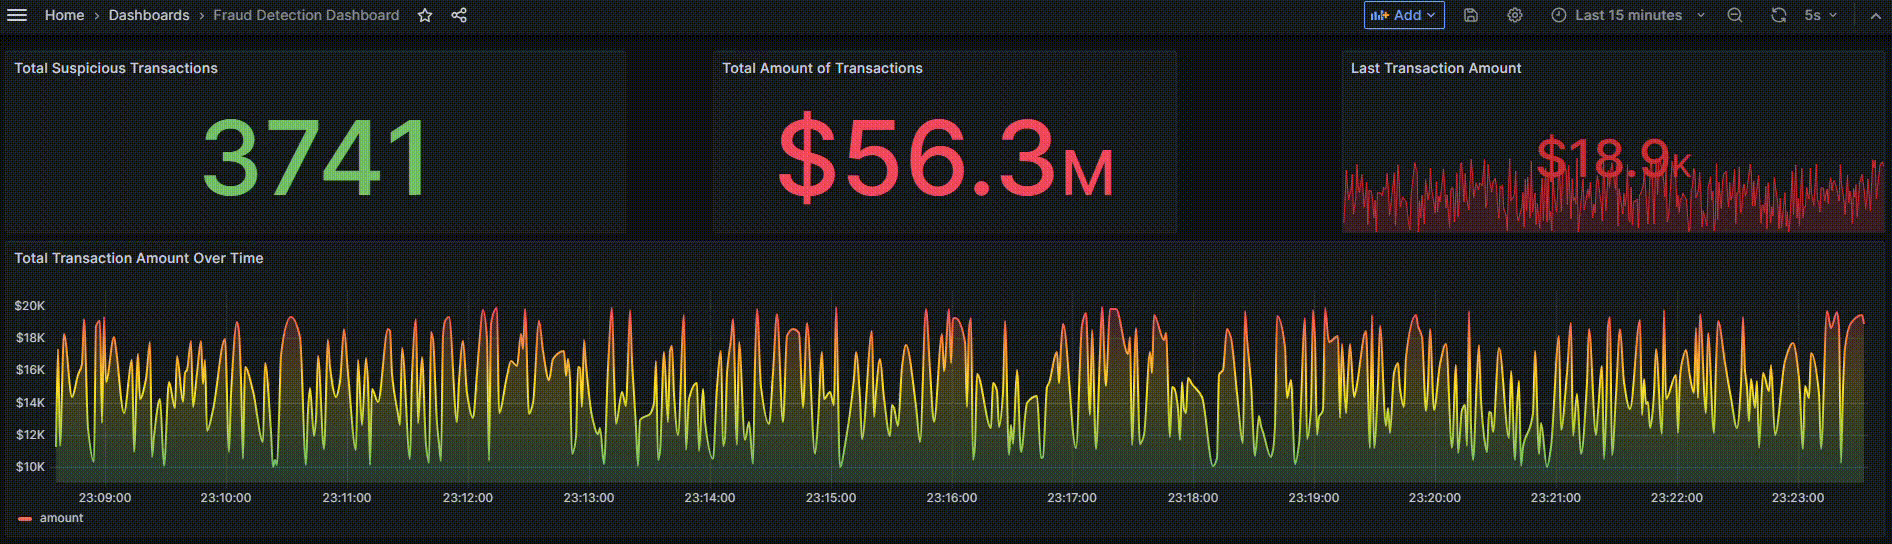 Home › Dashboards › Fraud Detection Dashboard
Add
Last 15 minutes
5s
Total Suspicious Transactions
3741
Total Amount of Transactions
$56.3M
Last Transaction Amount
$18.9K
Total Transaction Amount Over Time
$20K
$18K
$16K
$14K
$12K
$10K
23:09:00 23:10:00 23:11:00 23:12:00 23:13:00 23:14:00 23:15:00 23:16:00 23:17:00 23:18:00 23:19:00 23:20:00 23:21:00 23:22:00 23:23:00
amount